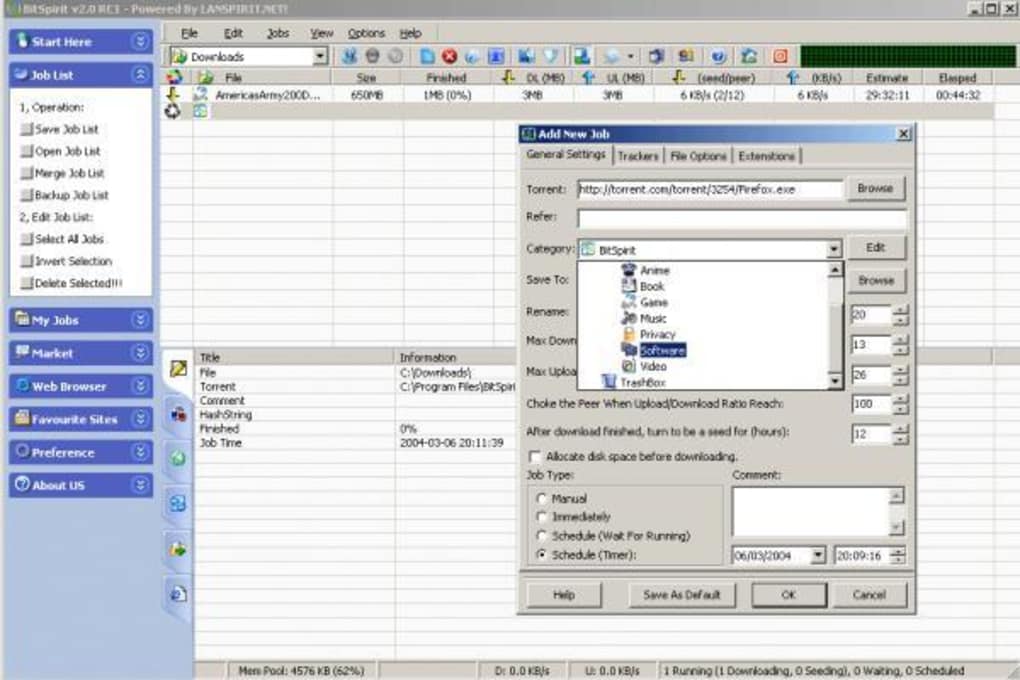 BitSpirit v2.0 RC1 - Powered By LANSPIRIT.NET!
Start Here
Job List
1, Operation:
Save Job List
Open Job List
Merge Job List
Backup Job List
2, Edit Job List:
Select All Jobs
Invert Selection
Delete Selected!!!
My Jobs
Market
Web Browser
Favourite Sites
Preference
About US
File Edit Jobs View Options Help
Downloads
File Size Finished DL (MB) UL (MB) (seed/peer) (KB/s) Estimate Elasped
AmericasArmy200D... 650MB 1MB (0%) 3MB 3MB 6 KB/s (2/12) 6 KB/s 29:32:11 00:44:32
Title Information
File C:\Downloads\
Torrent C:\Program Files\BitSpiri
Comment
HashString
Finished 0%
Job Time 2004-03-06 20:11:39
Add New Job
General Settings Trackers File Options Extenstions
Torrent: http://torrent.com/torrent/3254/Firefox.exe Browse
Refer:
Category: BitSpirit Edit
Anime
Book
Game
Music
Privacy
Software
Video
TrashBox
Save To: Browse
Rename: 20
Max Down 13
Max Uploa 26
Choke the Peer When Upload/Download Ratio Reach: 100
After download finished, turn to be a seed for (hours): 12
Allocate disk space before downloading.
Job Type: Comment:
Manual
Immediately
Schedule (Wait For Running)
Schedule (Timer): 06/03/2004 20:09:16
Help Save As Default OK Cancel
Mem Pool: 4576 KB (62%) D: 0.0 KB/s U: 0.0 KB/s 1 Running (1 Downloading, 0 Seeding), 0 Waiting, 0 Scheduled